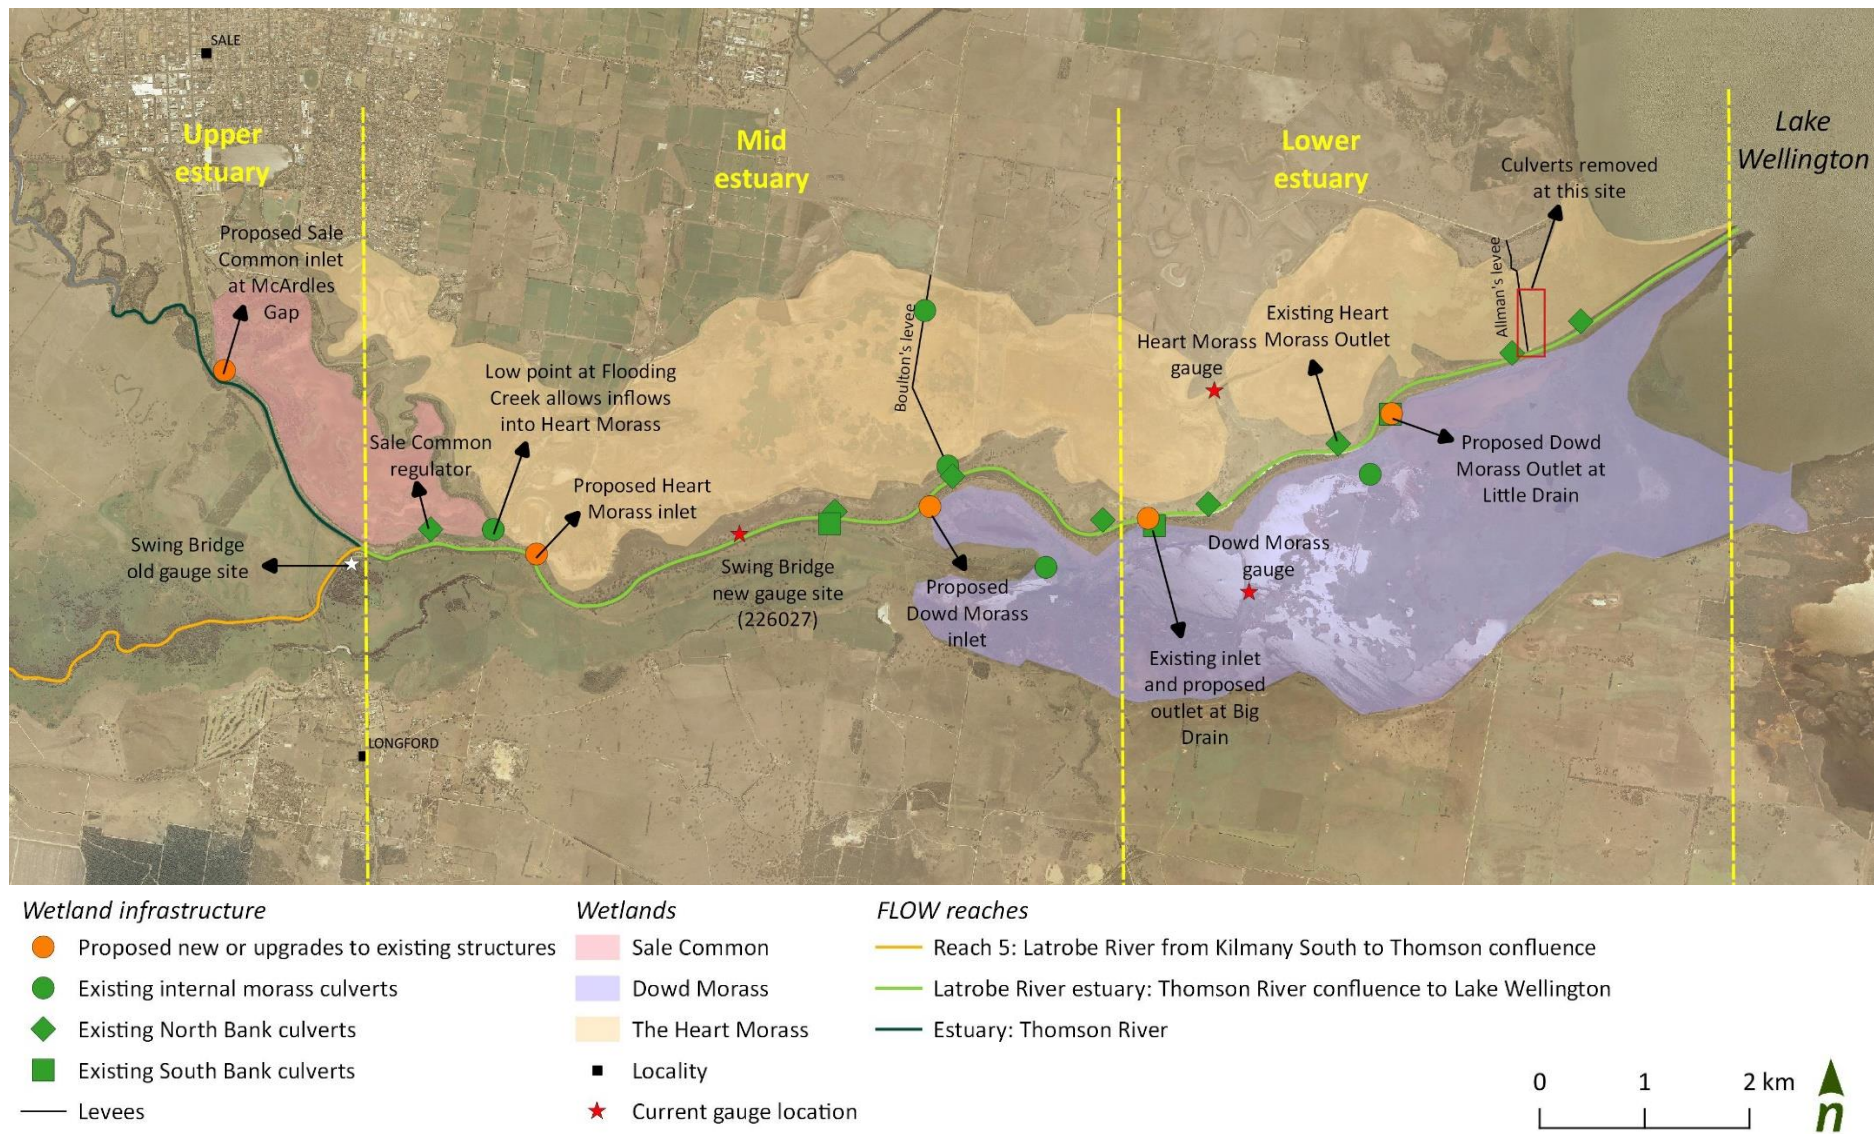 SALE
Upper
estuary
Mid
estuary
Lower
estuary
Lake
Wellington
Culverts removed
at this site
Proposed Sale
Common inlet
at McArdles
Gap
Allman's levee
Boulton's levee
Existing Heart
Morass Outlet
Heart Morass
gauge
Low point at Flooding
Creek allows inflows
into Heart Morass
Sale Common
regulator
Proposed Heart
Morass inlet
Proposed Dowd
Morass Outlet at
Little Drain
Swing Bridge
old gauge site
Swing Bridge
new gauge site
(226027)
Proposed
Dowd Morass
inlet
Dowd Morass
gauge
Existing inlet
and proposed
outlet at Big
Drain
LONGFORD
Wetland infrastructure
Proposed new or upgrades to existing structures
Existing internal morass culverts
Existing North Bank culverts
Existing South Bank culverts
Levees
Wetlands
Sale Common
Dowd Morass
The Heart Morass
Locality
Current gauge location
FLOW reaches
Reach 5: Latrobe River from Kilmany South to Thomson confluence
Latrobe River estuary: Thomson River confluence to Lake Wellington
Estuary: Thomson River
0 1 2 km
n